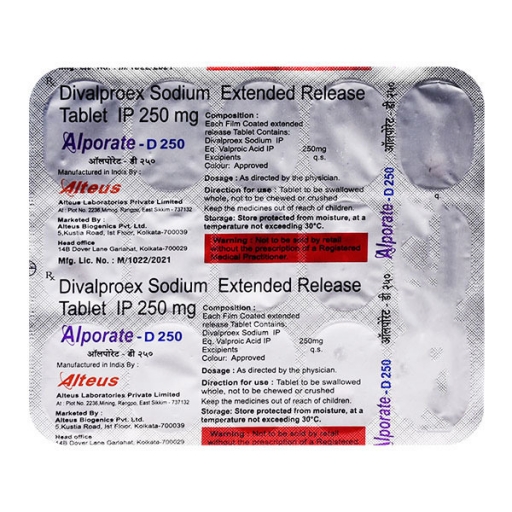 Mfg. Lic. No. : M/1022/2021
Rx
Divalproex Sodium Extended Release
Tablet IP 250 mg
Alporate - D 250
ऑलपोरेट - डी २५०
Manufactured in India By :
Alteus
Alteus Laboratories Private Limited
At : Plot No. 2236, Mining, Rangpo, East Sikkim - 737132
Marketed By :
Alteus Biogenics Pvt. Ltd.
5, Kustia Road, Ist Floor, Kolkata-700039
Head office
14B Dover Lane Gariahat, Kolkata-700029
Mfg. Lic. No. : M/1022/2021
Composition :
Each Film Coated extended
release Tablet Contains:
Divalproex Sodium IP
Eq. Valproic Acid IP 250mg
Excipients q.s.
Colour: Approved
Dosage : As directed by the physician.
Direction for use : Tablet to be swallowed
whole, not to be chewed or crushed
Keep the medicines out of reach of children.
Storage: Store protected from moisture, at a
temperature not exceeding 30°C.
Warning : Not to be sold by retail
without the prescription of a Registered
Medical Practitioner.
Alporate - D 250
ऑलपोरेट - डी २५०
q.
Rx
Divalproex Sodium Extended Release
Tablet IP 250 mg
Alporate - D 250
ऑलपोरेट - डी २५०
Manufactured in India By :
Alteus
Alteus Laboratories Private Limited
At : Plot No. 2236, Mining, Rangpo, East Sikkim - 737132
Marketed By :
Alteus Biogenics Pvt. Ltd.
5, Kustia Road, Ist Floor, Kolkata-700039
Head office
14B Dover Lane Gariahat, Kolkata-700029
Composition :
Each Film Coated extended
release Tablet Contains:
Divalproex Sodium IP
Eq. Valproic Acid IP 250mg
Excipients q.s.
Colour: Approved
Dosage : As directed by the physician.
Direction for use : Tablet to be swallowed
whole, not to be chewed or crushed
Keep the medicines out of reach of children.
Storage: Store protected from moisture, at a
temperature not exceeding 30°C.
Warning : Not to be sold by retail
without the prescription of a Registered
Alporate - D 250
ऑलपोरेट - डी २५०